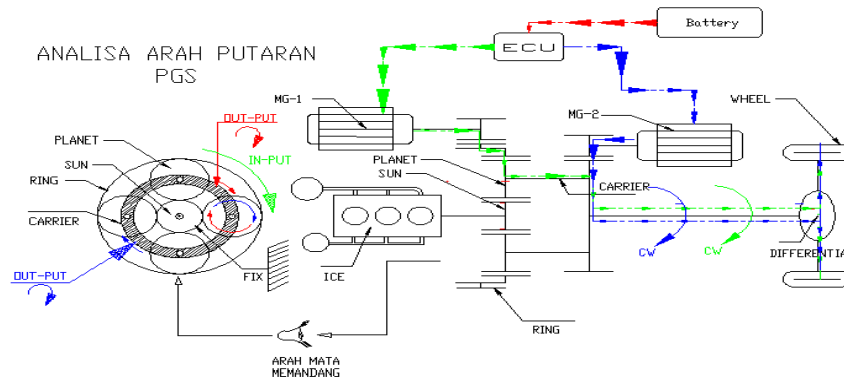 ANALISA ARAH PUTARAN
PGS
Battery
ECU
MG-1
MG-2
WHEEL
OUT-PUT
IN-PUT
PLANET
SUN
RING
CARRIER
OUT-PUT
FIX
ICE
PLANET
SUN
CARRIER
CW
CW
DIFFERENTIA
RING
ARAH MATA
MEMANDANG